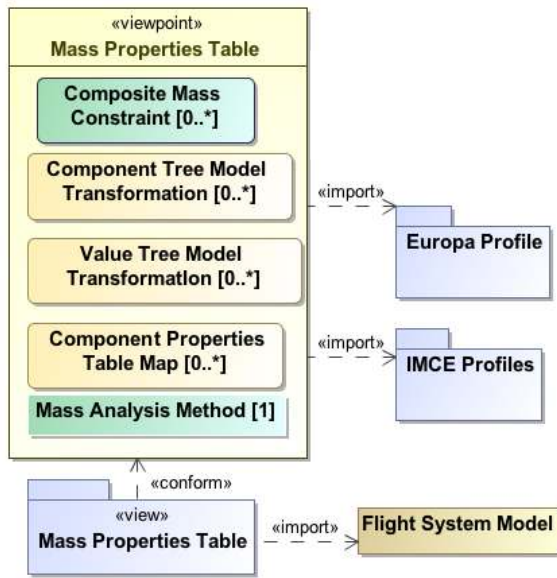 «viewpoint»
Mass Properties Table
Composite Mass
Constraint [0..*]
Component Tree Model
Transformation [0..*]
Value Tree Model
Transformation [0..*]
Component Properties
Table Map [0..*]
Mass Analysis Method [1]
«import»
Europa Profile
«import»
IMCE Profiles
«conform»
«view»
Mass Properties Table
«import»
Flight System Model